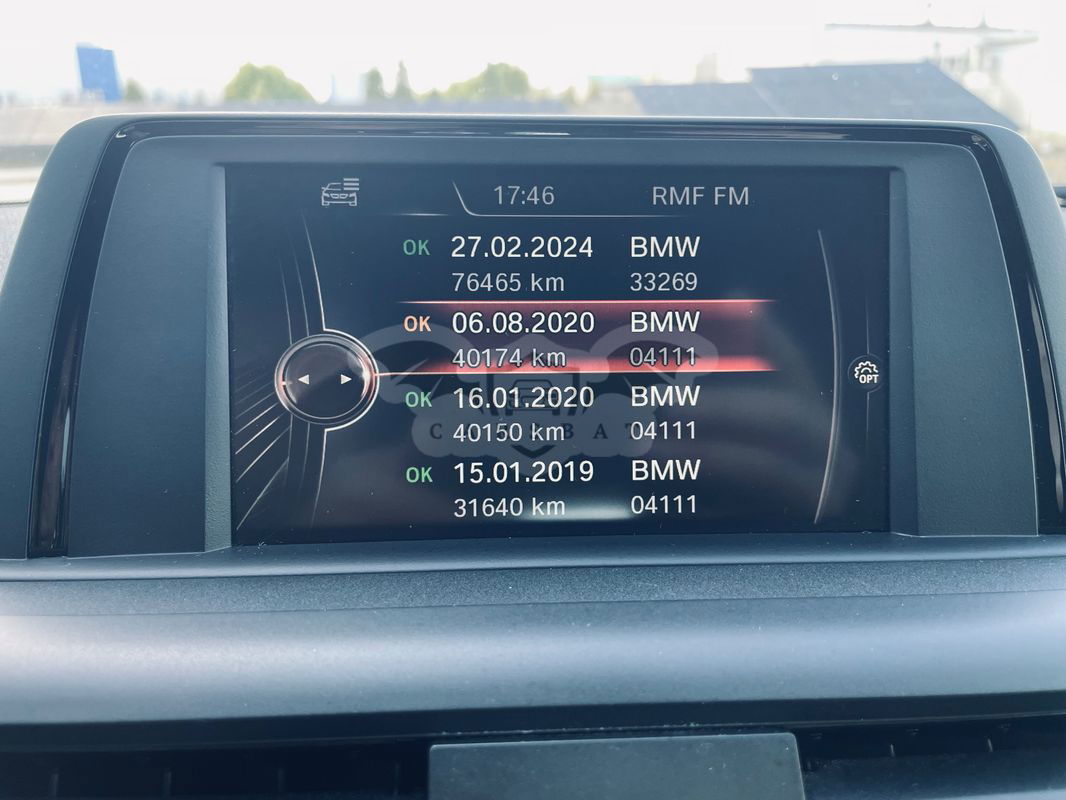 17:46 RMF FM
OK 27.02.2024 BMW
76465 km 33269
OK 06.08.2020 BMW
40174 km 04111
OK 16.01.2020 BMW
40150 km 04111
OK 15.01.2019 BMW
31640 km 04111
OPT